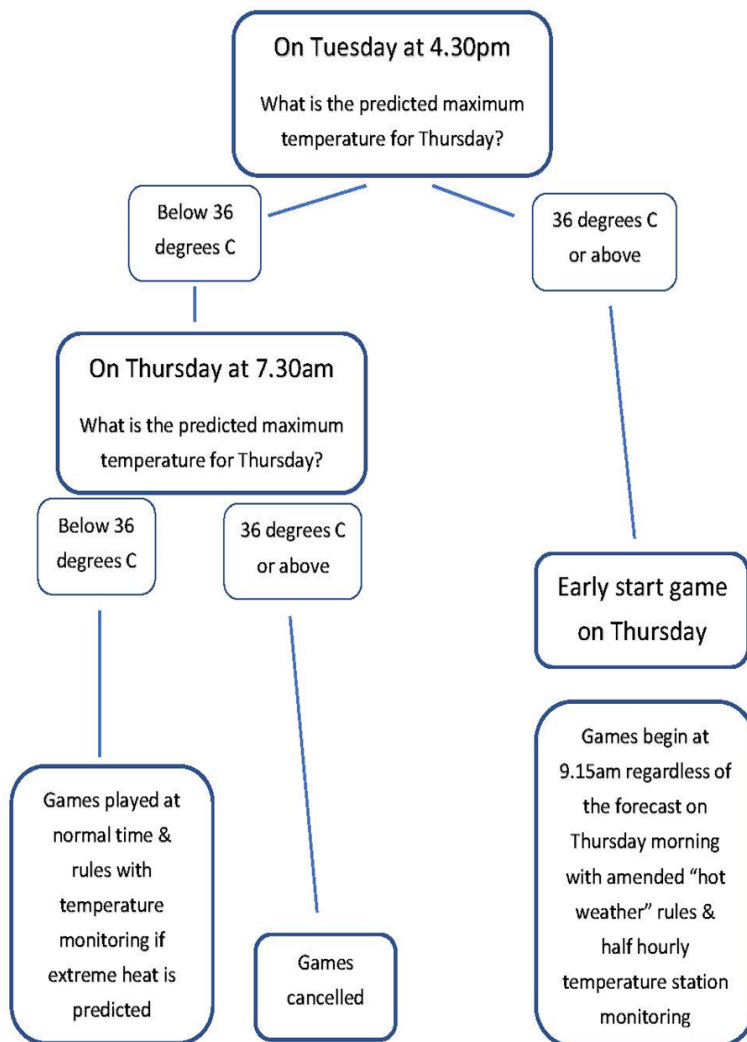 On Tuesday at 4.30pm
What is the predicted maximum
temperature for Thursday?
Below 36
degrees C
36 degrees C
or above
On Thursday at 7.30am
What is the predicted maximum
temperature for Thursday?
Below 36
degrees C
36 degrees C
or above
Early start game
on Thursday
Games played at
normal time &
rules with
temperature
monitoring if
extreme heat is
predicted
Games
cancelled
Games begin at
9.15am regardless of
the forecast on
Thursday morning
with amended “hot
weather” rules &
half hourly
temperature station
monitoring